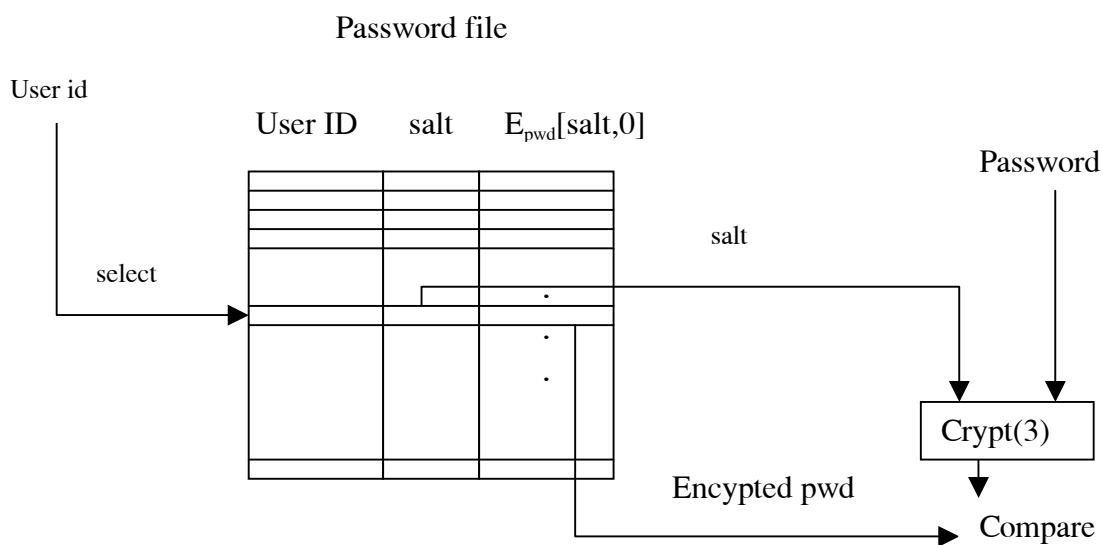 Password file
User id
User ID salt E_pwd[salt,0]
Password
salt
select
Crypt(3)
Encypted pwd
Compare